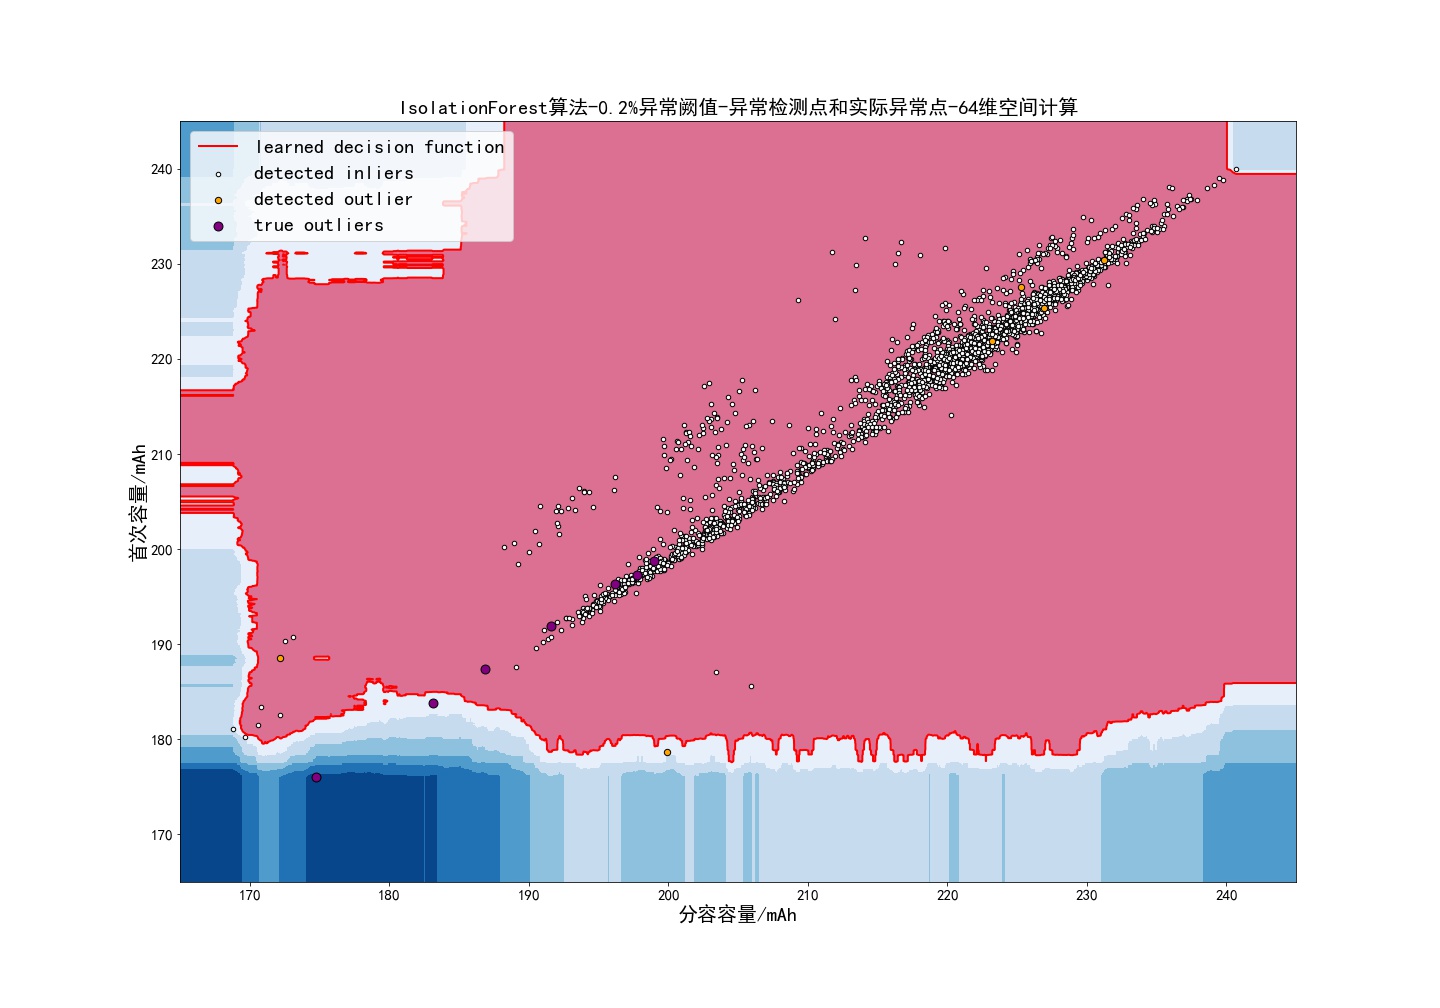 IsolationForest算法-0.2%异常阙值-异常检测点和实际异常点-64维空间计算
learned decision function
detected inliers
detected outlier
true outliers
240
230
220
210
200
190
180
170
首次容量/mAh
170
180
190
200
210
220
230
240
分容容量/mAh